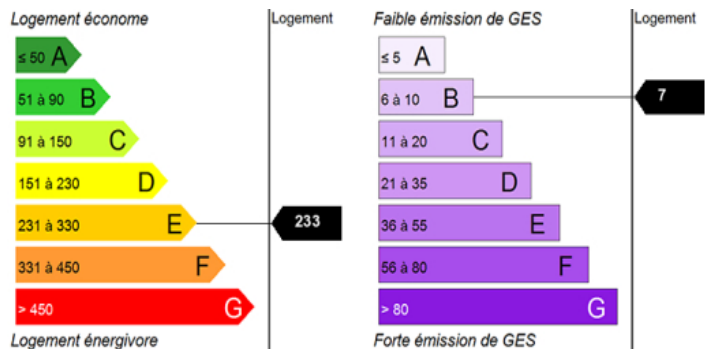 Logement économe
Logement
≤ 50 A
51 à 90 B
91 à 150 C
151 à 230 D
231 à 330 E
233
331 à 450 F
> 450 G
Logement énergivore
Faible émission de GES
Logement
≤ 5 A
6 à 10 B
7
11 à 20 C
21 à 35 D
36 à 55 E
56 à 80 F
> 80 G
Forte émission de GES